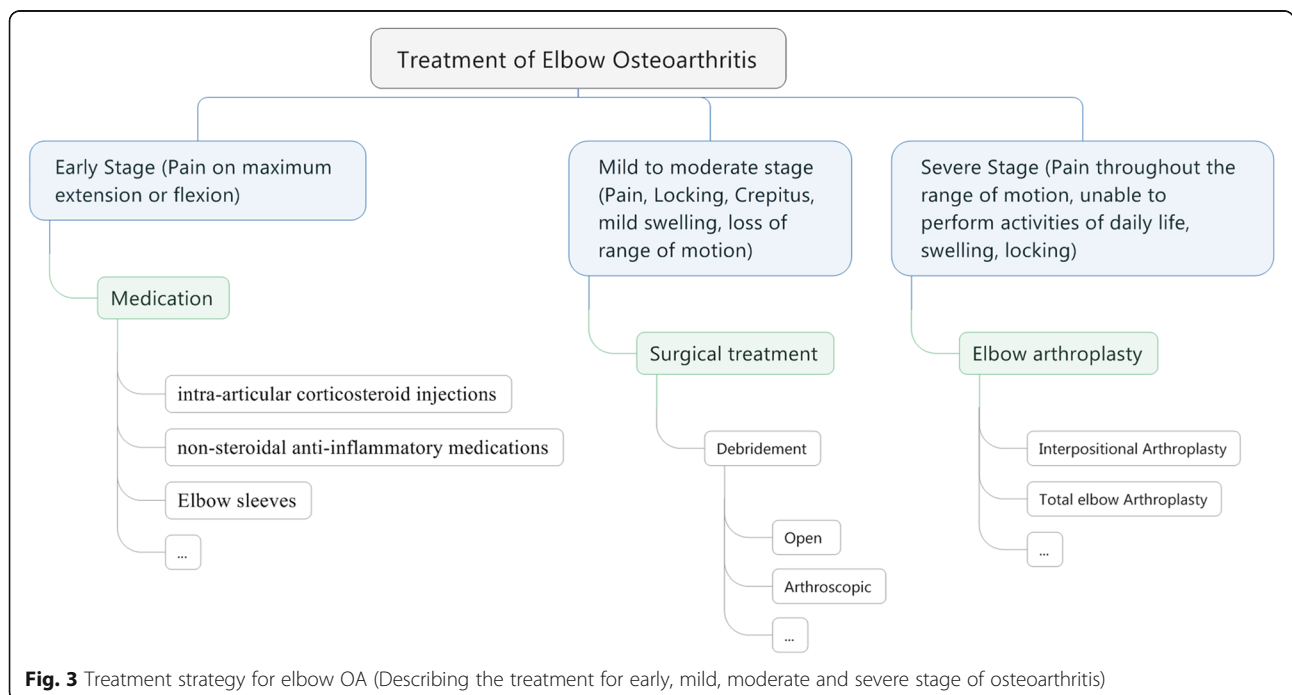 Treatment of Elbow Osteoarthritis
Early Stage (Pain on maximum
extension or flexion)
Medication
intra-articular corticosteroid injections
non-steroidal anti-inflammatory medications
Elbow sleeves
...
Mild to moderate stage
(Pain, Locking, Crepitus,
mild swelling, loss of
range of motion)
Surgical treatment
Debridement
Open
Arthroscopic
...
Severe Stage (Pain throughout the
range of motion, unable to
perform activities of daily life,
swelling, locking)
Elbow arthroplasty
Interpositional Arthroplasty
Total elbow Arthroplasty
...
Fig. 3 Treatment strategy for elbow OA (Describing the treatment for early, mild, moderate and severe stage of osteoarthritis)